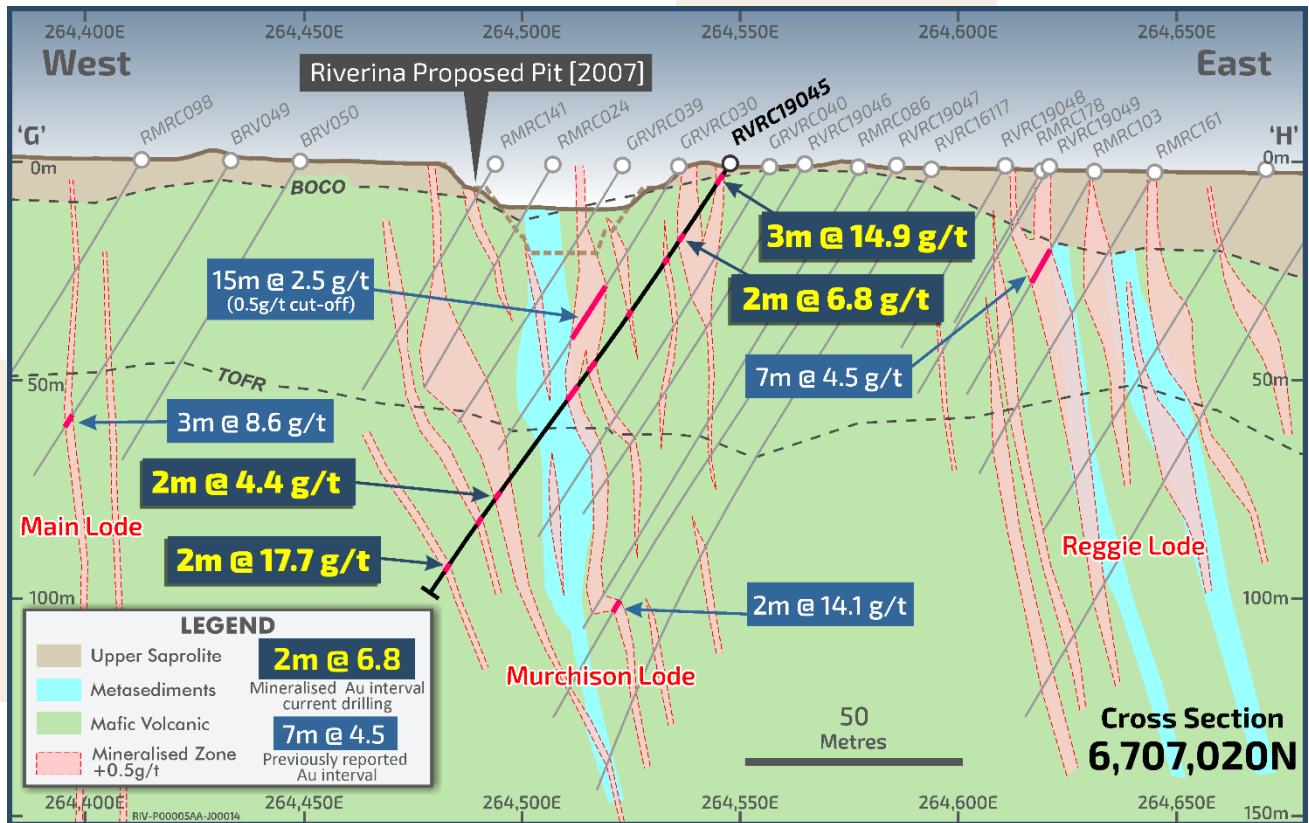 264,400E
264,450E
264,500E
264,550E
264,600E
264,650E
West
East
Riverina Proposed Pit [2007]
'G'
'H'
RMRC098
BRV049
BRV050
RMRC141
RMRC024
GRVRC039
GRVRC030
RVRC19045
GRVRC040
RVRC19046
RMRC086
RVRC19047
RVRC16117
RVRC19048
RMRC178
RVRC19049
RMRC103
RMRC161
0m
0m
BOCO
3m @ 14.9 g/t
15m @ 2.5 g/t
(0.5g/t cut-off)
2m @ 6.8 g/t
7m @ 4.5 g/t
50m
50m
TOFR
3m @ 8.6 g/t
2m @ 4.4 g/t
Main Lode
Reggie Lode
2m @ 17.7 g/t
100m
100m
2m @ 14.1 g/t
LEGEND
Upper Saprolite
Metasediments
Mafic Volcanic
Mineralised Zone
+0.5g/t
2m @ 6.8
Mineralised Au interval
current drilling
7m @ 4.5
Previously reported
Au interval
Murchison Lode
50
Metres
Cross Section
6,707,020N
264,400E
264,450E
264,500E
264,550E
264,600E
264,650E
150m
RIV-P00005AA-J00014